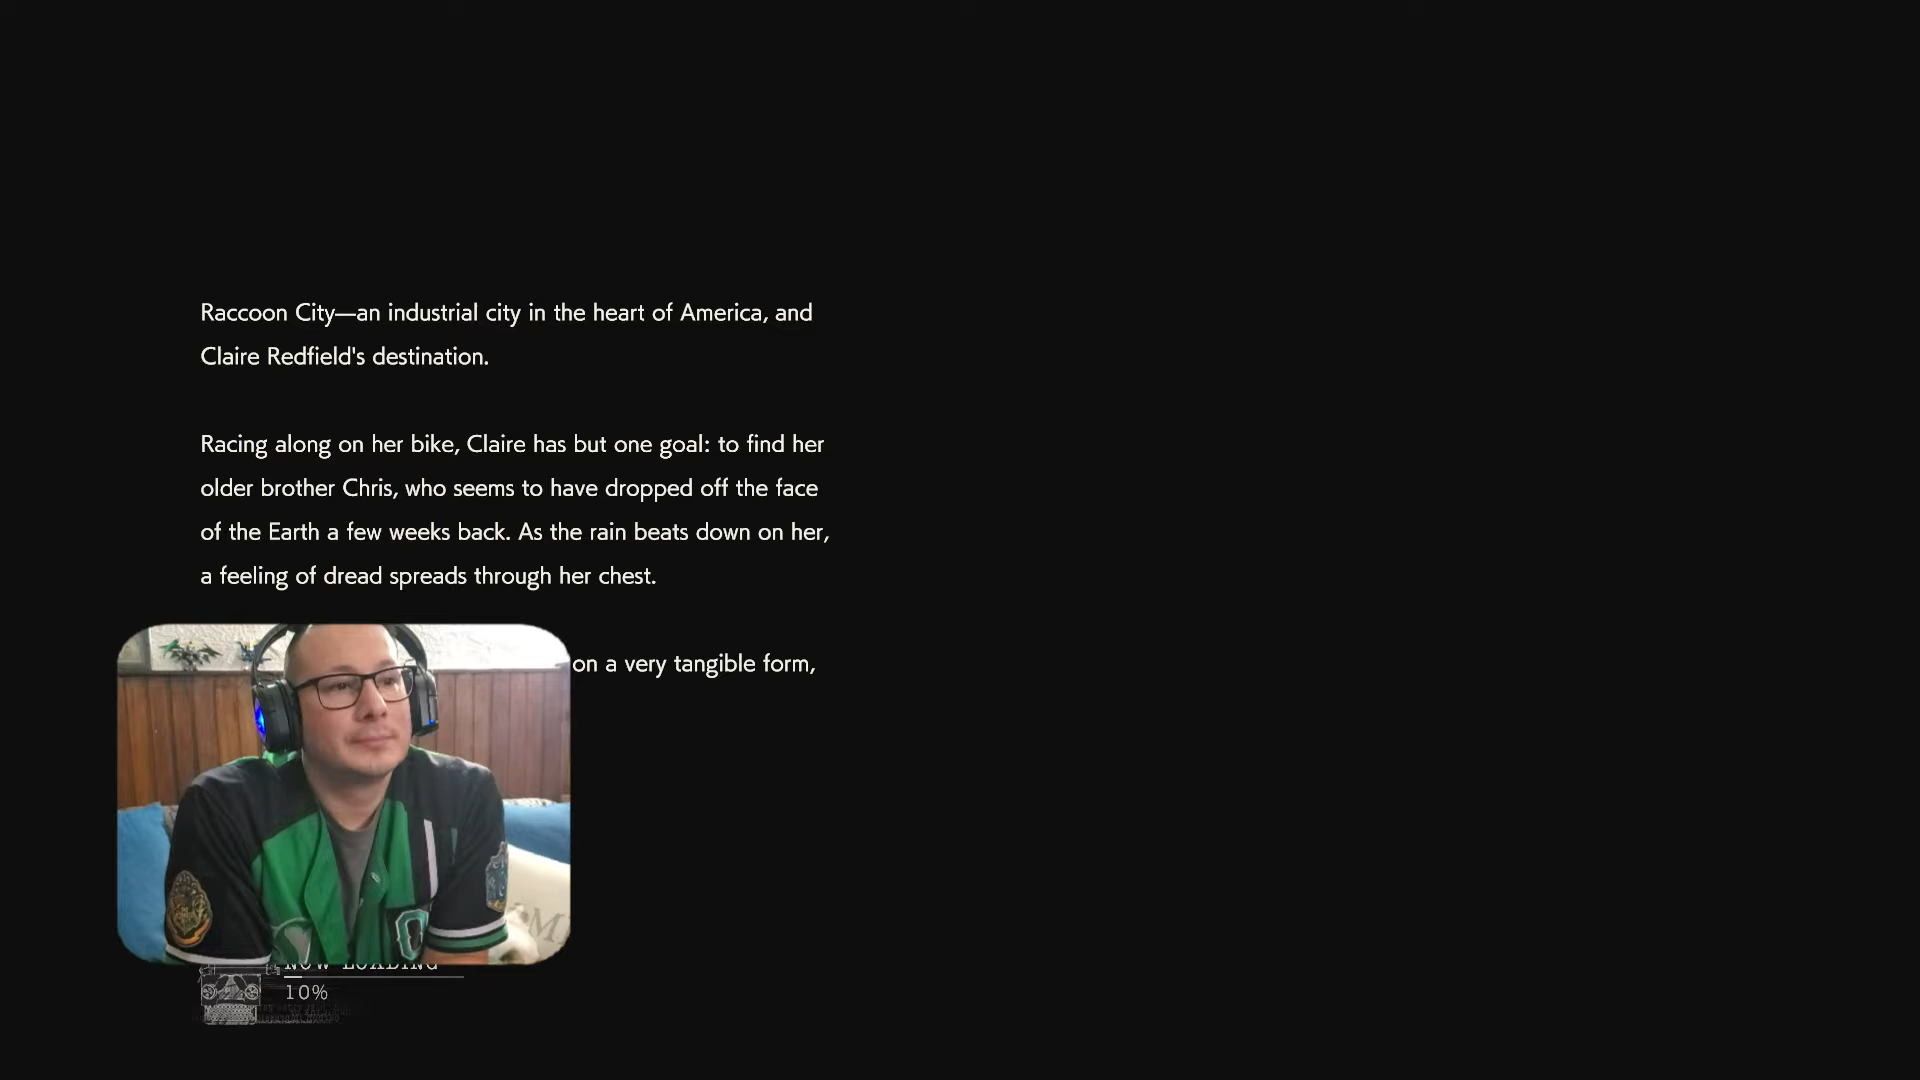 Raccoon City—an industrial city in the heart of America, and
Claire Redfield's destination.
Racing along on her bike, Claire has but one goal: to find her
older brother Chris, who seems to have dropped off the face
of the Earth a few weeks back. As the rain beats down on her,
a feeling of dread spreads through her chest.
on a very tangible form,
NOW LOADING
10%